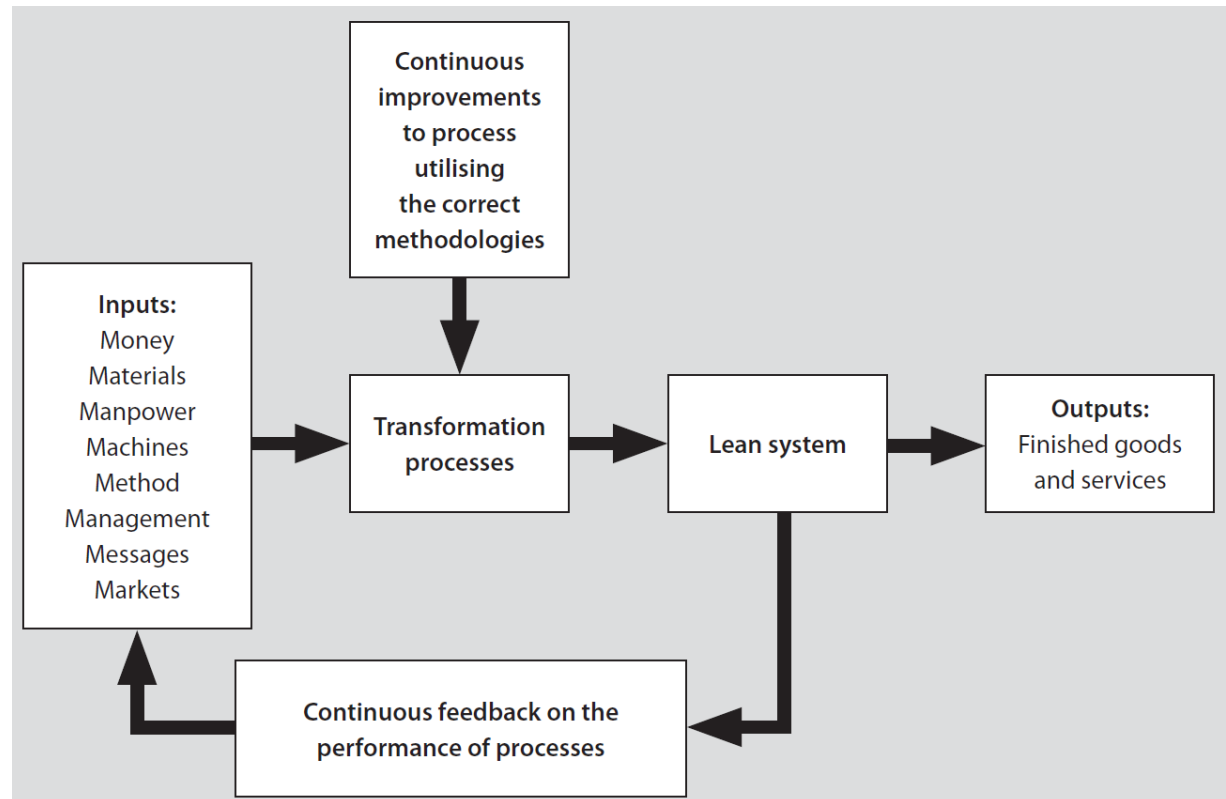 Continuous
improvements
to process
utilising
the correct
methodologies
Inputs:
Money
Materials
Manpower
Machines
Method
Management
Messages
Markets
Transformation
processes
Lean system
Outputs:
Finished goods
and services
Continuous feedback on the
performance of processes